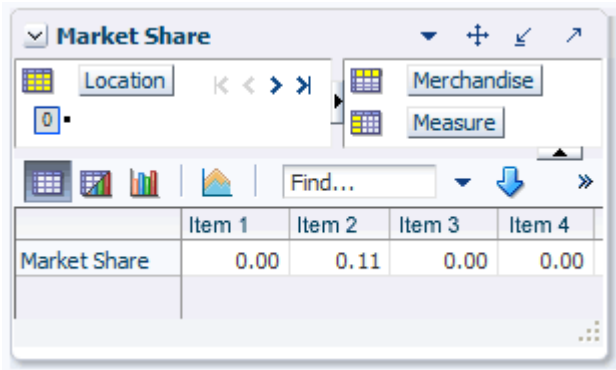 Market Share
Location
Merchandise
0
Measure
Find...
Item 1 Item 2 Item 3 Item 4
Market Share 0.00 0.11 0.00 0.00